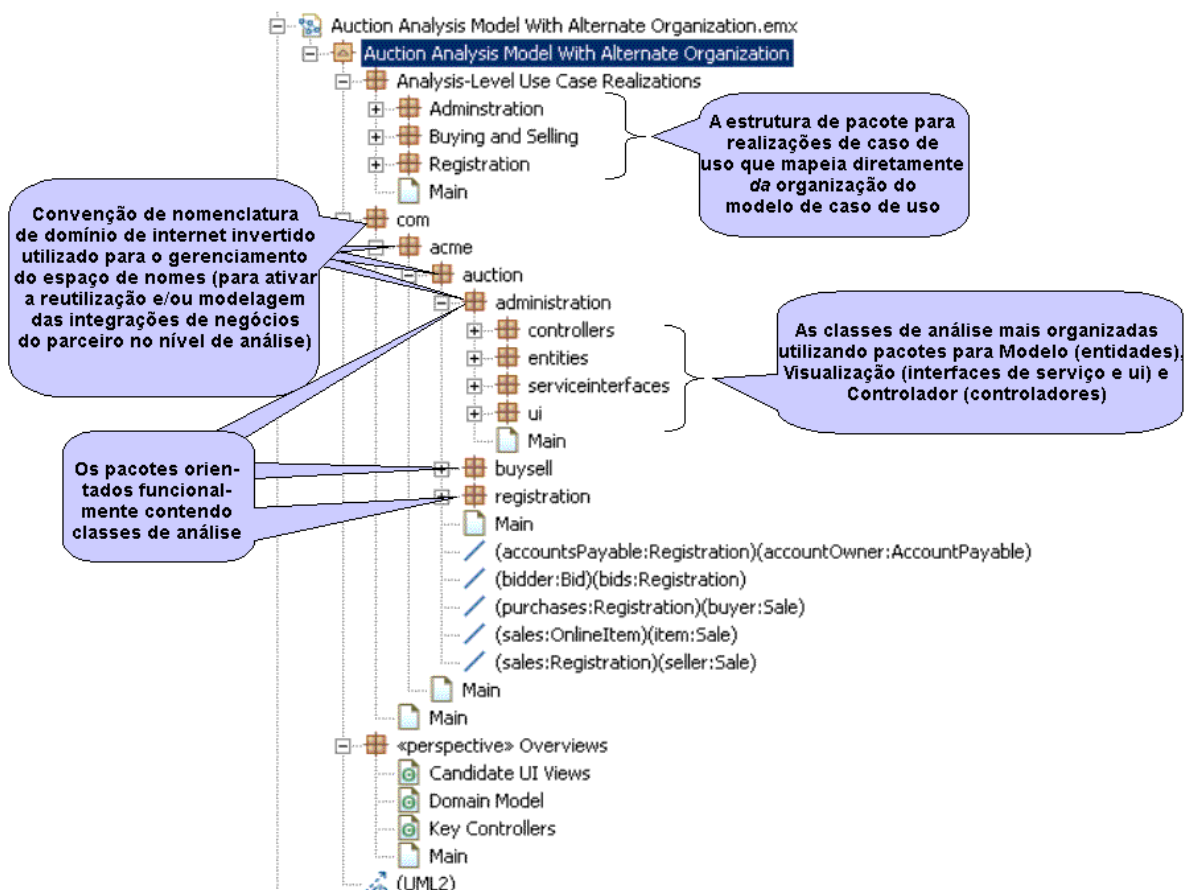 Auction Analysis Model With Alternate Organization.emx
Auction Analysis Model With Alternate Organization
Analysis-Level Use Case Realizations
Adminstration
Buying and Selling
Registration
Main
A estrutura de pacote para
realizações de caso de
uso que mapeia diretamente
da organização do
modelo de caso de uso
Convenção de nomenclatura
de domínio de internet invertido
utilizado para o gerenciamento
do espaço de nomes (para ativar
a reutilização e/ou modelagem
das integrações de negócios
do parceiro no nível de análise)
com
acme
auction
administration
controllers
entities
serviceinterfaces
ui
Main
As classes de análise mais organizadas
utilizando pacotes para Modelo (entidades),
Visualização (interfaces de serviço e ui) e
Controlador (controladores)
Os pacotes orien-
tados funcional-
mente contendo
classes de análise
buysell
registration
Main
(accountsPayable:Registration)(accountOwner:AccountPayable)
(bidder:Bid)(bids:Registration)
(purchases:Registration)(buyer:Sale)
(sales:OnlineItem)(item:Sale)
(sales:Registration)(seller:Sale)
Main
Main
«perspective» Overviews
Candidate UI Views
Domain Model
Key Controllers
Main
(UML2)